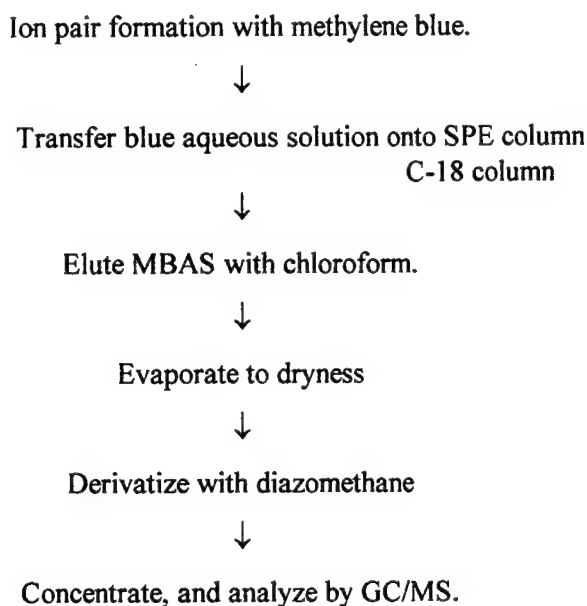 Ion pair formation with methylene blue.
↓
Transfer blue aqueous solution onto SPE column
C-18 column
↓
Elute MBAS with chloroform.
↓
Evaporate to dryness
↓
Derivatize with diazomethane
↓
Concentrate, and analyze by GC/MS.